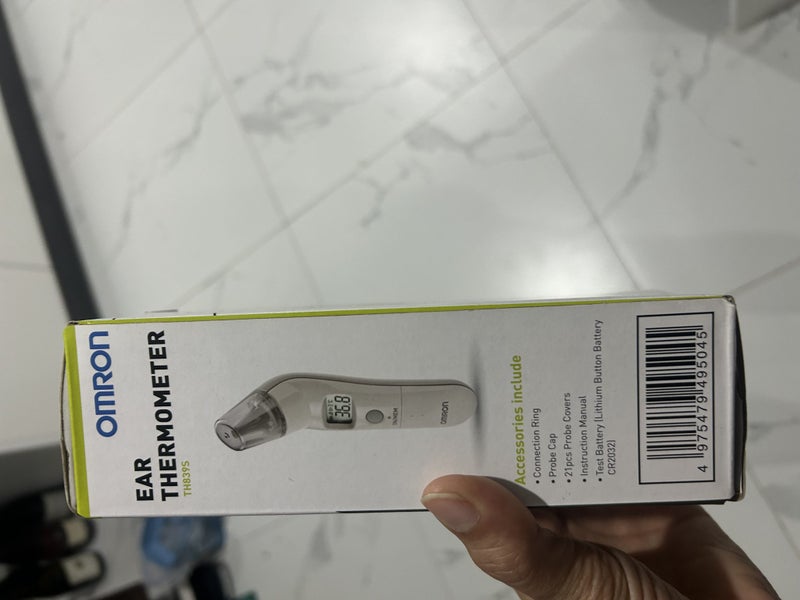 OMRON
EAR
THERMOMETER
TH839S
36.8
OMRON
Accessories include
• Connection Ring
• Probe Cap
• 21pcs Probe Covers
• Instruction Manual
• Test Battery (Lithium Button Battery
CR2032)
4 975479 495045